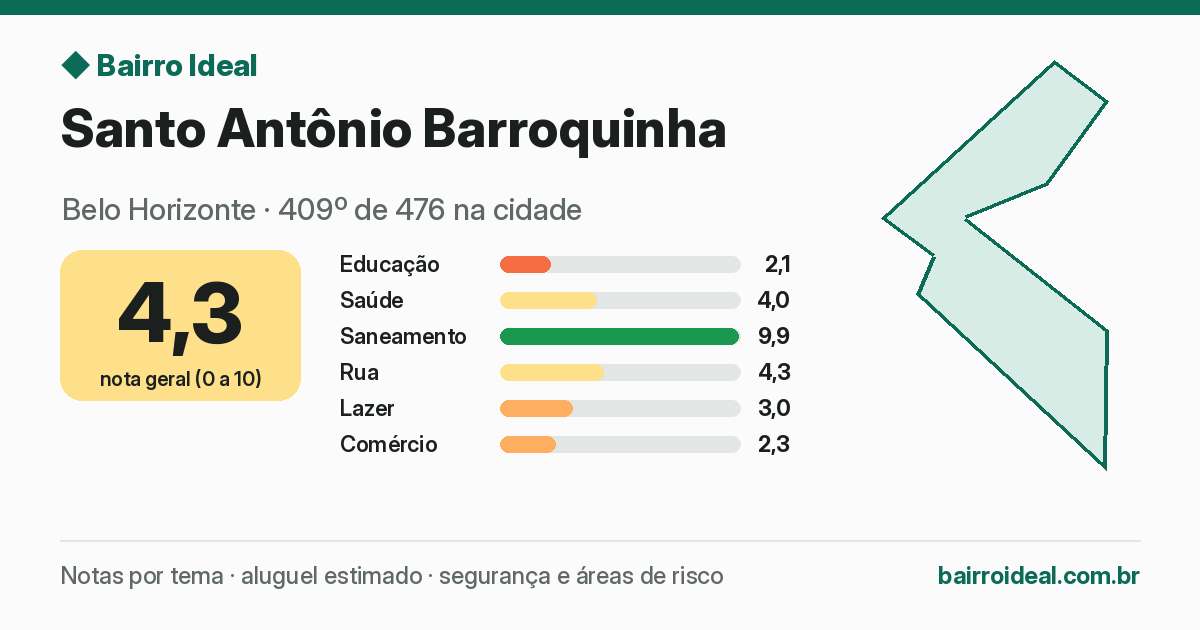 Bairro Ideal
Santo Antônio Barroquinha
Belo Horizonte · 409º de 476 na cidade
4,3
nota geral (0 a 10)
Educação 2,1
Saúde 4,0
Saneamento 9,9
Rua 4,3
Lazer 3,0
Comércio 2,3
Notas por tema · aluguel estimado · segurança e áreas de risco
bairroideal.com.br